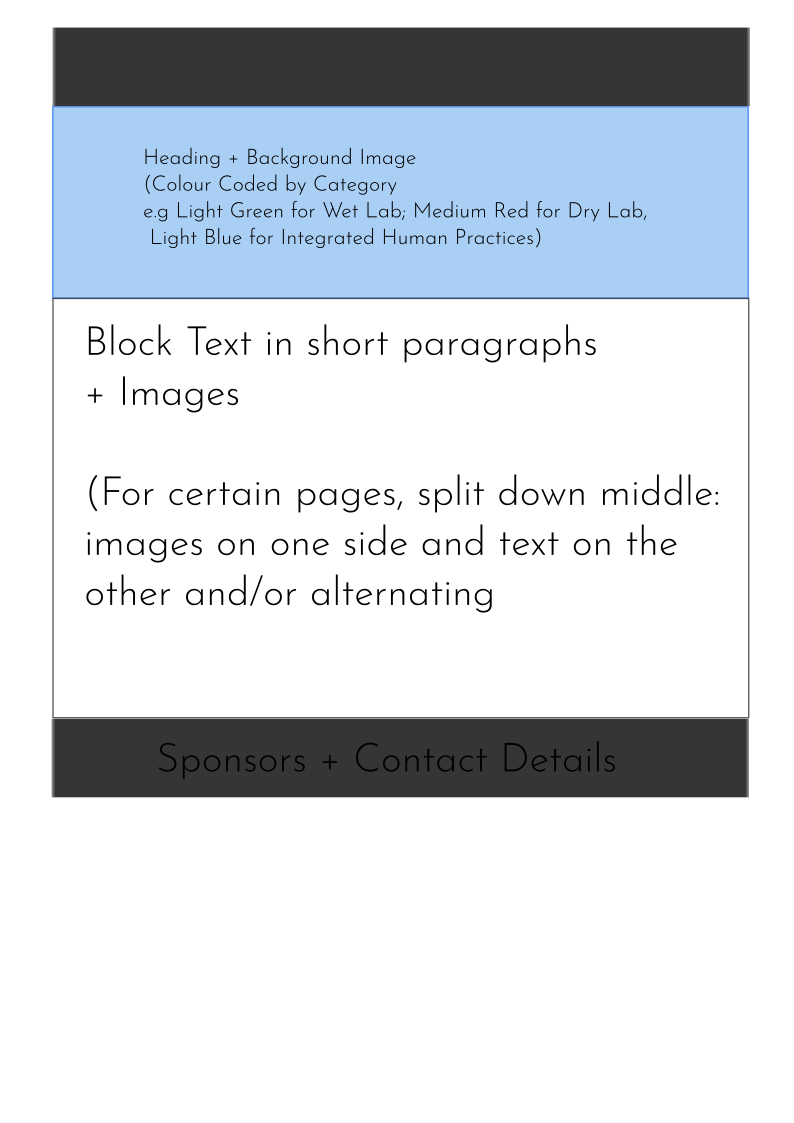 Heading + Background Image
(Colour Coded by Category
e.g Light Green for Wet Lab; Medium Red for Dry Lab,
Light Blue for Integrated Human Practices)
Block Text in short paragraphs
+ Images
(For certain pages, split down middle:
images on one side and text on the
other and/or alternating
Sponsors + Contact Details